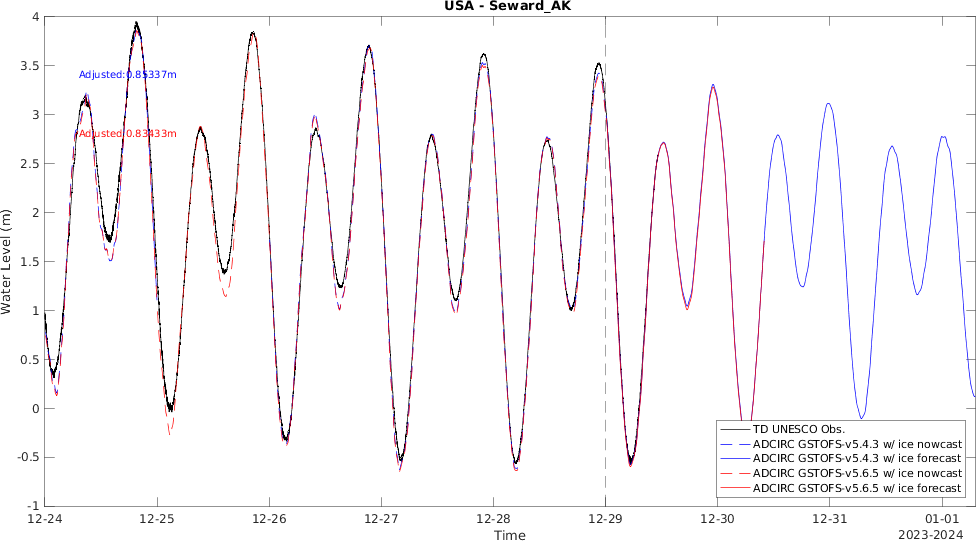 USA - Seward_AK
4
3.5
3
2.5
2
1.5
1
0.5
0
-0.5
-1
Water Level (m)
Adjusted:0.85337m
Adjusted:0.83433m
TD UNESCO Obs.
ADCIRC GSTOFS-v5.4.3 w/ ice nowcast
ADCIRC GSTOFS-v5.4.3 w/ ice forecast
ADCIRC GSTOFS-v5.6.5 w/ ice nowcast
ADCIRC GSTOFS-v5.6.5 w/ ice forecast
12-24 12-25 12-26 12-27 12-28 12-29 12-30 12-31 01-01
Time
2023-2024